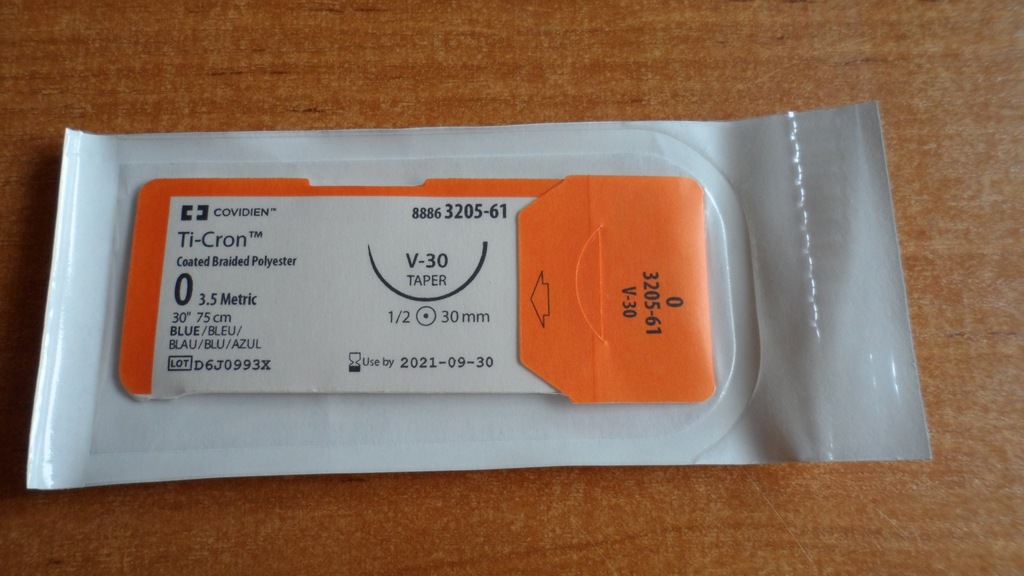 COVIDIEN™
8886 3205-61
Ti-Cron™
Coated Braided Polyester
0 3.5 Metric
30" 75 cm
BLUE/BLEU/
BLAU/BLU/AZUL
LOT D6J0993X
V-30
TAPER
1/2 30 mm
Use by 2021-09-30
0
3205-61
V-30